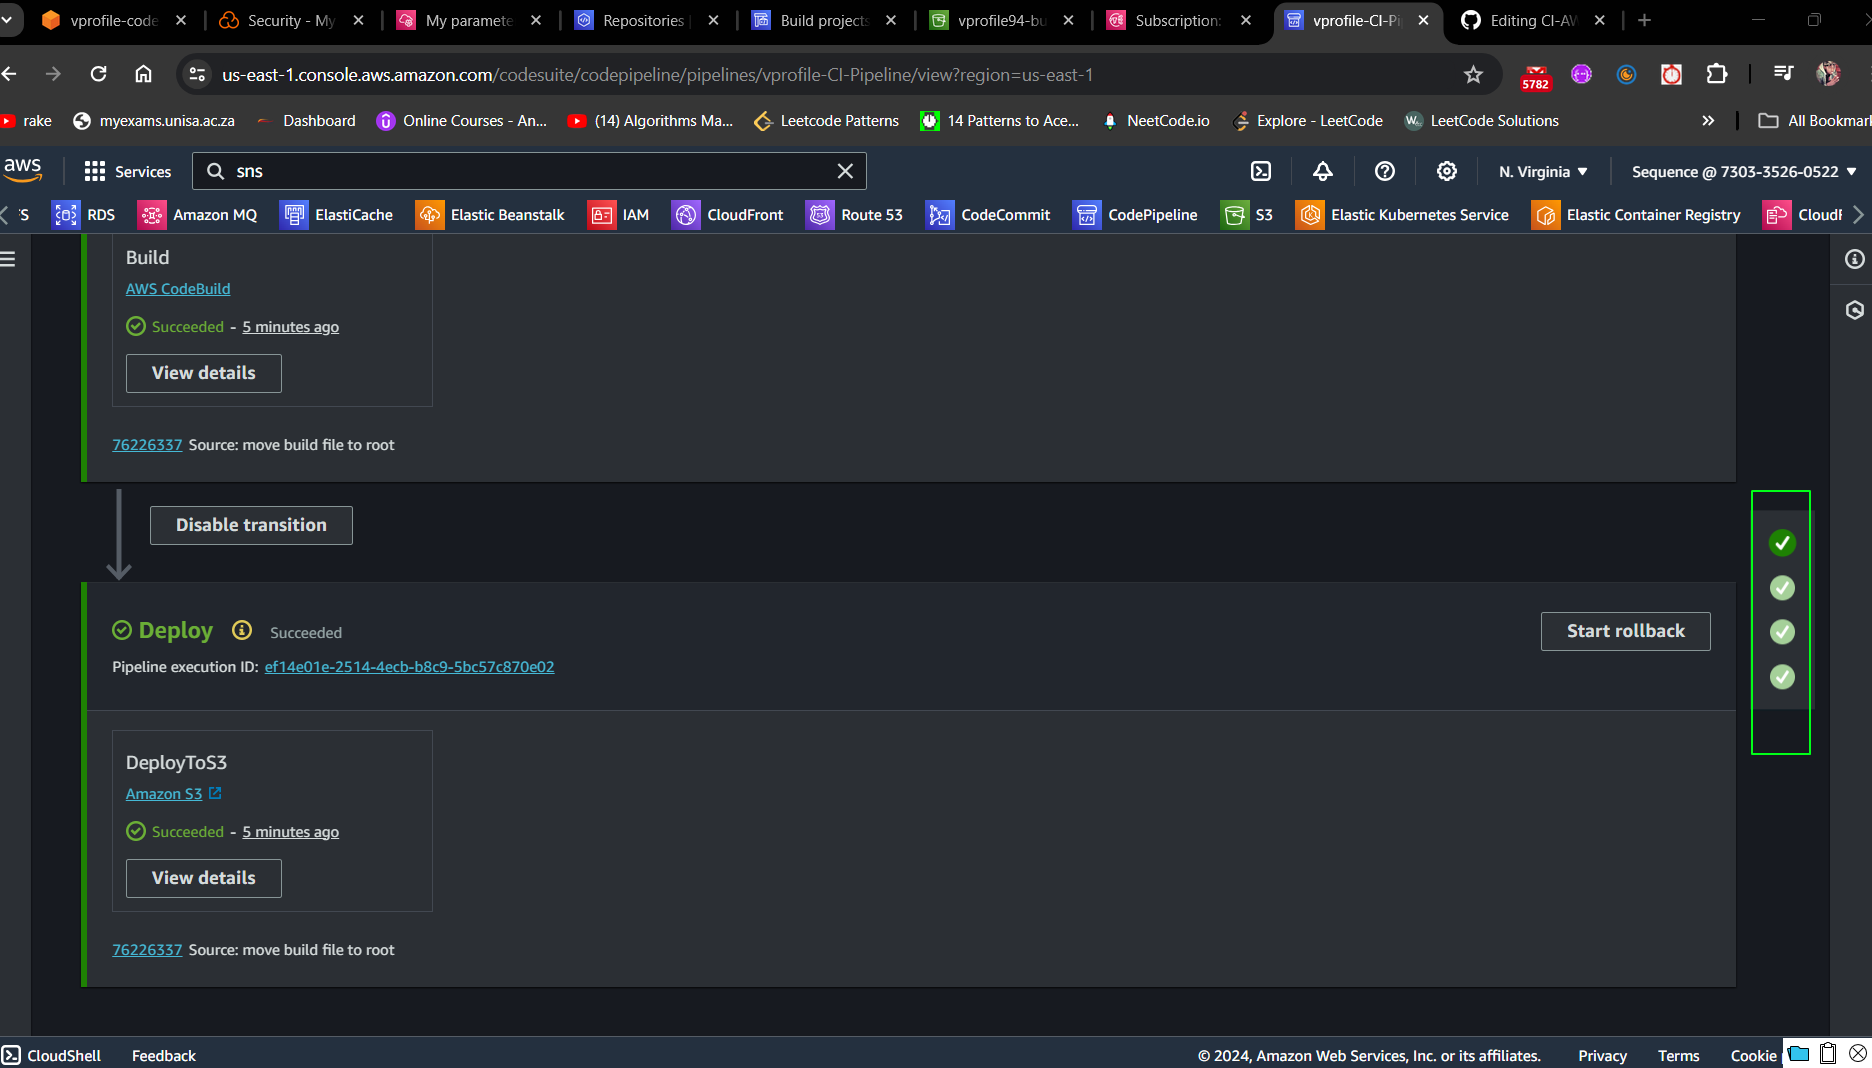 vprofile-code
Security - My
My paramete
Repositories
Build projects
vprofile94-bu
Subscription:
vprofile-CI-Pi
Editing CI-AW
us-east-1.console.aws.amazon.com/codesuite/codepipeline/pipelines/vprofile-CI-Pipeline/view?region=us-east-1
5782
rake
myexams.unisa.ac.za
Dashboard
Online Courses - An...
(14) Algorithms Ma...
Leetcode Patterns
14 Patterns to Ace...
NeetCode.io
Explore - LeetCode
LeetCode Solutions
»
All Bookmar
aws
Services
sns
N. Virginia
Sequence @ 7303-3526-0522
RDS
Amazon MQ
ElastiCache
Elastic Beanstalk
IAM
CloudFront
Route 53
CodeCommit
CodePipeline
S3
Elastic Kubernetes Service
Elastic Container Registry
CloudF
Build
AWS CodeBuild
Succeeded - 5 minutes ago
View details
76226337 Source: move build file to root
Disable transition
Deploy
Succeeded
Start rollback
Pipeline execution ID: ef14e01e-2514-4ecb-b8c9-5bc57c870e02
DeployToS3
Amazon S3
Succeeded - 5 minutes ago
View details
76226337 Source: move build file to root
CloudShell
Feedback
© 2024, Amazon Web Services, Inc. or its affiliates.
Privacy
Terms
Cookie